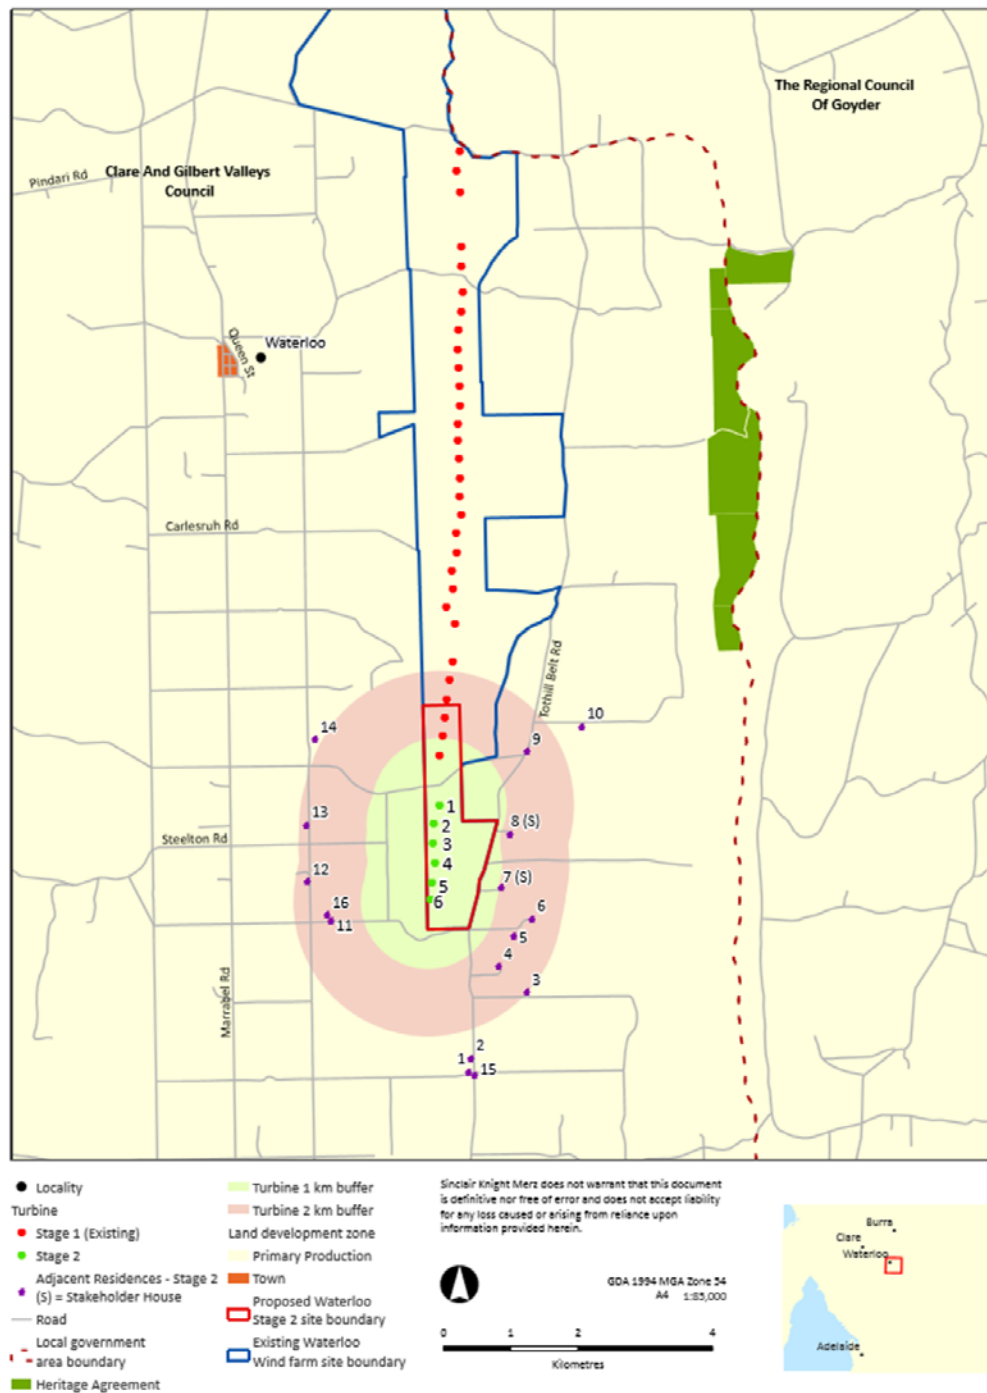 The Regional Council
Of Goyder
Clare And Gilbert Valleys
Council
Pindari Rd
Queen St
Waterloo
Carlesruh Rd
Tothill Belt Rd
10
14
9
1
13
8 (S)
2
Steelton Rd
3
4
12
7 (S)
5
6
16
6
11
5
4
Marrabel Rd
3
2
1
15
Locality
Turbine
Stage 1 (Existing)
Stage 2
Adjacent Residences - Stage 2
(S) = Stakeholder House
Road
Local government
area boundary
Heritage Agreement
Turbine 1 km buffer
Turbine 2 km buffer
Land development zone
Primary Production
Town
Proposed Waterloo
Stage 2 site boundary
Existing Waterloo
Wind farm site boundary
Sinclair Knight Merz does not warrant that this document
is definitive nor free of error and does not accept liability
for any loss caused or arising from reliance upon
information provided herein.
GDA 1994 MGA Zone 54
A4 1:85,000
0 1 2 4
Kilometres
Burra
Clare
Waterloo
Adelaide